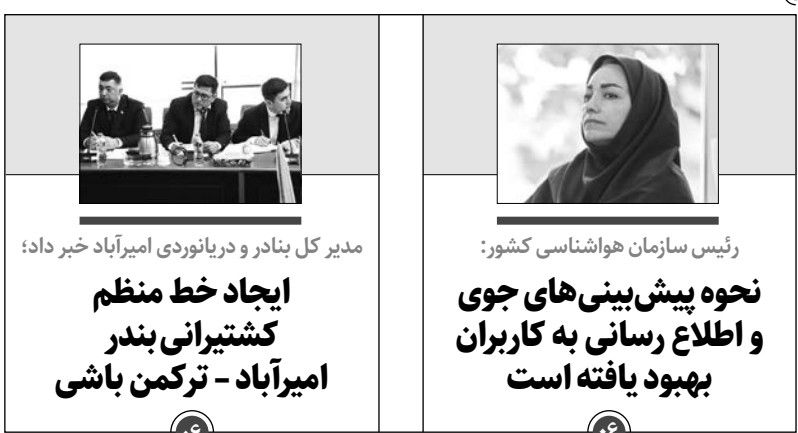 رئیس سازمان هواشناسی کشور:
نحوه پیش‌بینی‌های جوی
و اطلاع رسانی به کاربران
بهبود یافته است
مدیر کل بنادر و دریانوردی امیرآباد خبر داد؛
ایجاد خط منظم
کشتیرانی بندر
امیرآباد - ترکمن باشی